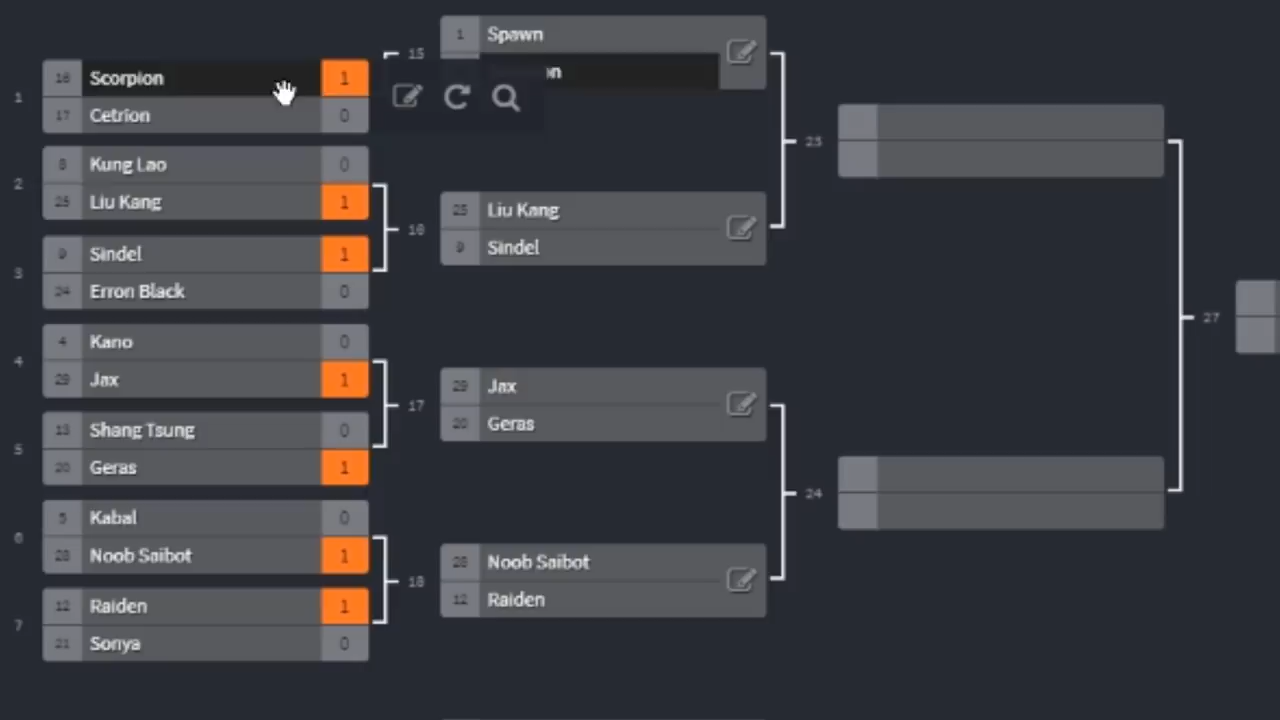 1
16 Scorpion 1
17 Cetrion 0
2
8 Kung Lao 0
25 Liu Kang 1
3
9 Sindel 1
24 Erron Black 0
4
4 Kano 0
29 Jax 1
5
13 Shang Tsung 0
20 Geras 1
6
5 Kabal 0
28 Noob Saibot 1
7
12 Raiden 1
21 Sonya 0
15
1 Spawn
on
16
25 Liu Kang
9 Sindel
17
29 Jax
20 Geras
18
28 Noob Saibot
12 Raiden
23
24
27